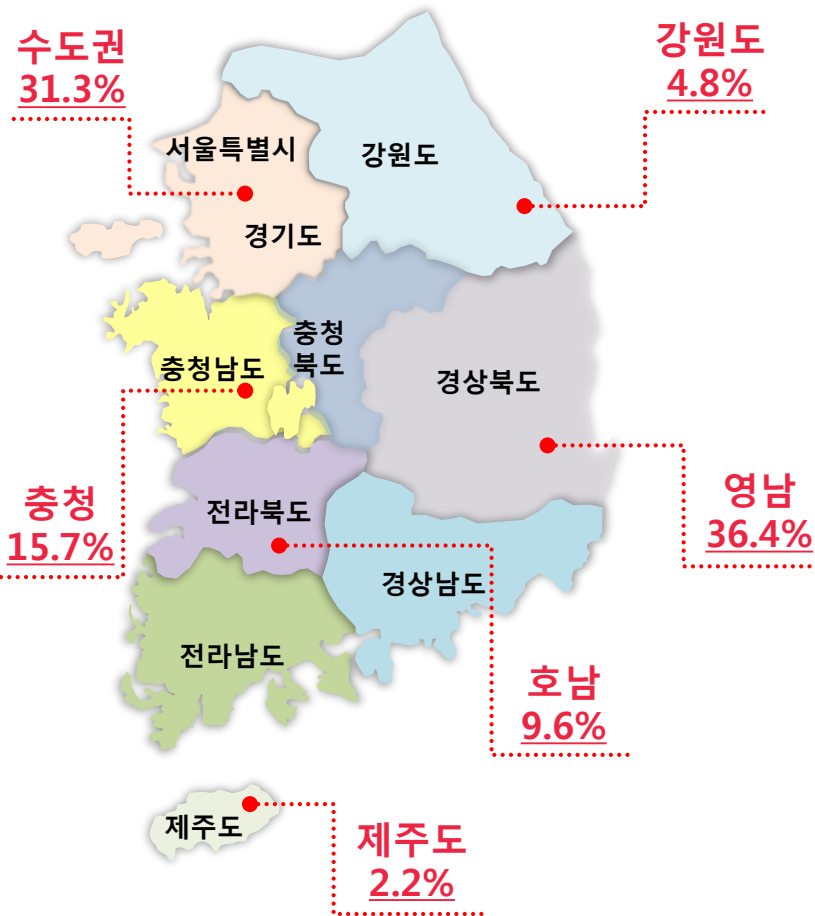 수도권
31.3%
강원도
4.8%
서울특별시
강원도
경기도
충청
북도
충청남도
경상북도
충청
15.7%
영남
36.4%
전라북도
경상남도
전라남도
호남
9.6%
제주도
제주도
2.2%